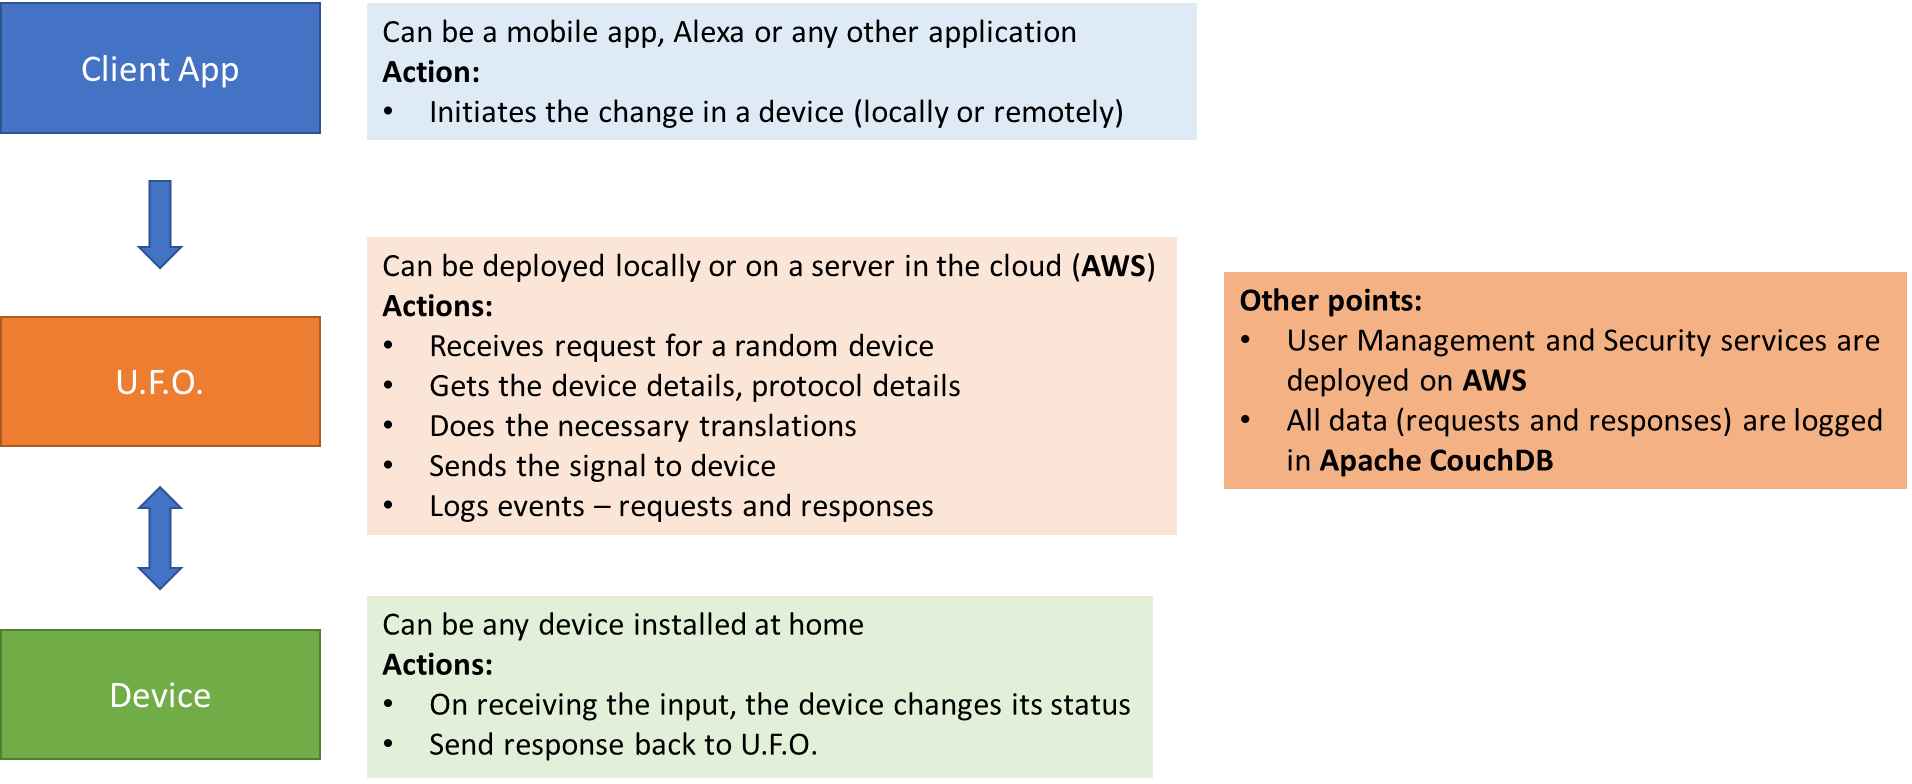 Client App
Can be a mobile app, Alexa or any other application
Action:
• Initiates the change in a device (locally or remotely)
U.F.O.
Can be deployed locally or on a server in the cloud (AWS)
Actions:
• Receives request for a random device
• Gets the device details, protocol details
• Does the necessary translations
• Sends the signal to device
• Logs events – requests and responses
Other points:
• User Management and Security services are
deployed on AWS
• All data (requests and responses) are logged
in Apache CouchDB
Device
Can be any device installed at home
Actions:
• On receiving the input, the device changes its status
• Send response back to U.F.O.